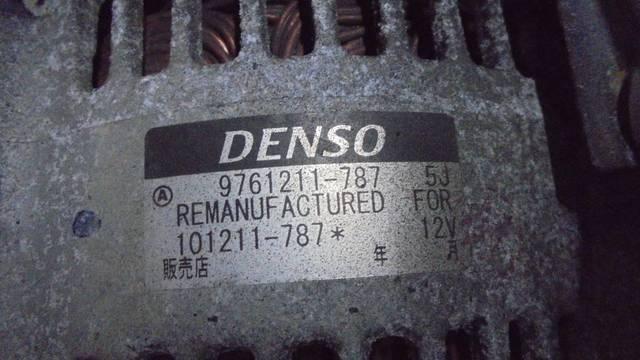 DENSO
Ⓐ 9761211-787 5J
REMANUFACTURED FOR
101211-787* 12V
販売店 年 月